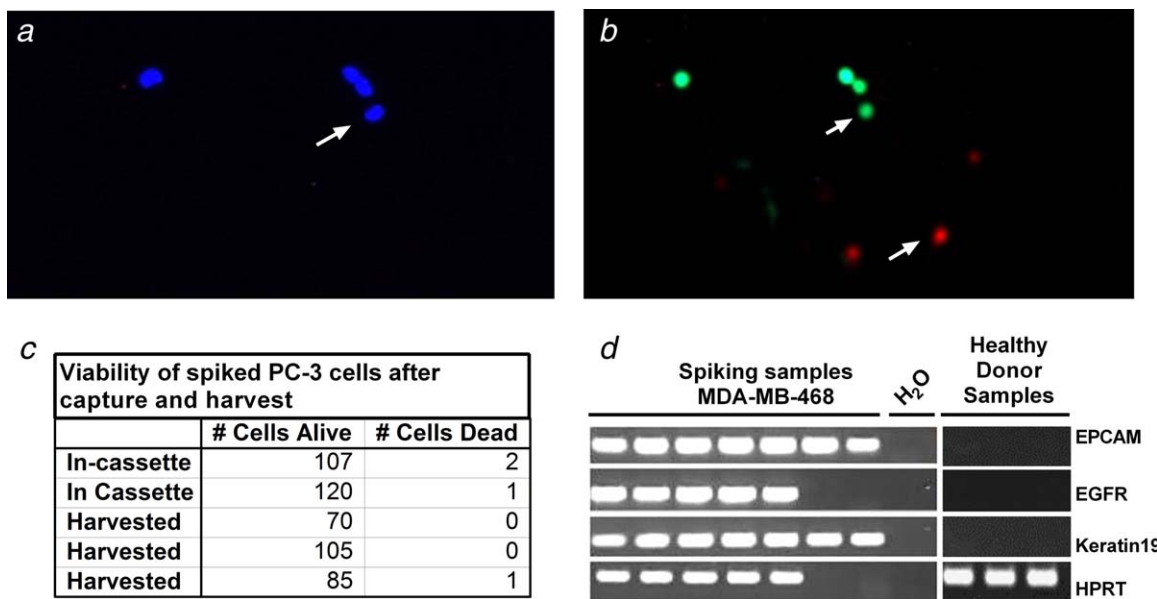 a
b
c
Viability of spiked PC-3 cells after
capture and harvest
# Cells Alive # Cells Dead
In-cassette 107 2
In Cassette 120 1
Harvested 70 0
Harvested 105 0
Harvested 85 1
d
Spiking samples
MDA-MB-468
H₂O
Healthy
Donor
Samples
EPCAM
EGFR
Keratin19
HPRT